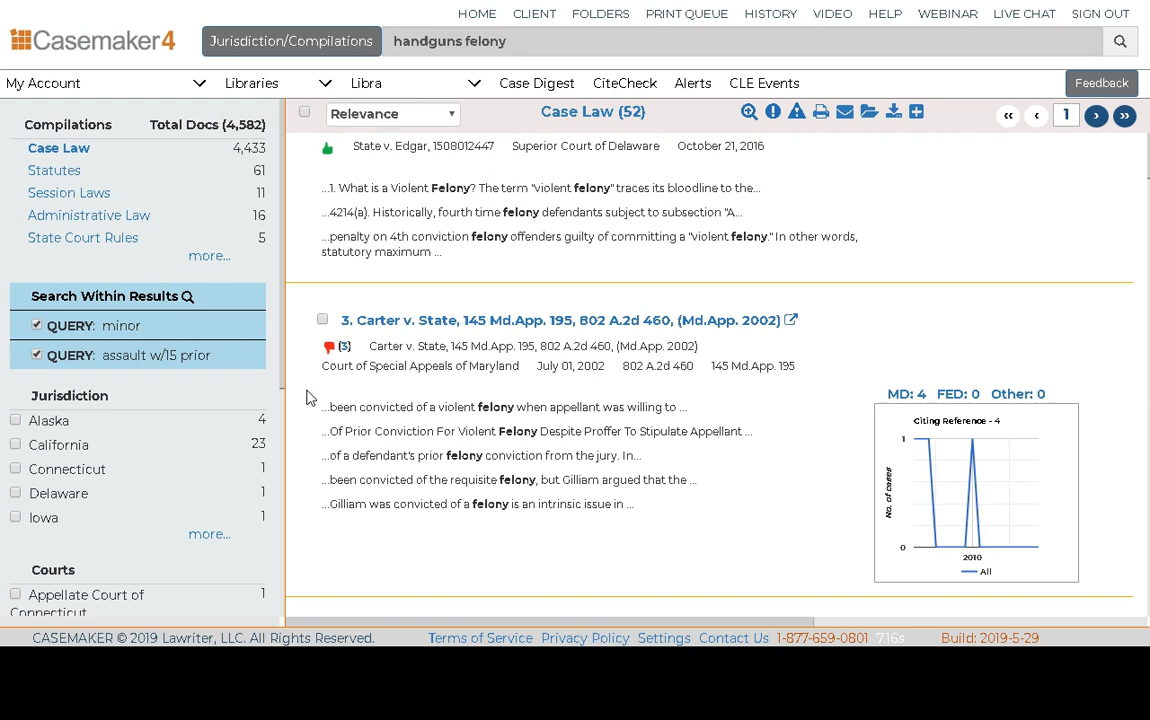 HOME CLIENT FOLDERS PRINT QUEUE HISTORY VIDEO HELP WEBINAR LIVE CHAT SIGN OUT
Casemaker4 Jurisdiction/Compilations handguns felony
My Account Libraries Libra Case Digest CiteCheck Alerts CLE Events Feedback
Compilations Total Docs (4,582)
Case Law 4,433
Statutes 61
Session Laws 11
Administrative Law 16
State Court Rules 5
more...
Search Within Results
QUERY: minor
QUERY: assault w/15 prior
Jurisdiction
Alaska 4
California 23
Connecticut 1
Delaware 1
Iowa 1
more...
Courts
Appellate Court of 1
Connecticut
Relevance Case Law (52) « ‹ 1 › »
State v. Edgar, 1508012447 Superior Court of Delaware October 21, 2016
...1. What is a Violent Felony? The term "violent felony" traces its bloodline to the...
...4214(a). Historically, fourth time felony defendants subject to subsection "A...
...penalty on 4th conviction felony offenders guilty of committing a "violent felony." In other words,
statutory maximum ...
3. Carter v. State, 145 Md.App. 195, 802 A.2d 460, (Md.App. 2002)
(3) Carter v. State, 145 Md.App. 195, 802 A.2d 460, (Md.App. 2002)
Court of Special Appeals of Maryland July 01, 2002 802 A.2d 460 145 Md.App. 195
...been convicted of a violent felony when appellant was willing to ...
...Of Prior Conviction For Violent Felony Despite Proffer To Stipulate Appellant ...
...of a defendant's prior felony conviction from the jury. In...
...been convicted of the requisite felony, but Gilliam argued that the ...
...Gilliam was convicted of a felony is an intrinsic issue in ...
MD: 4 FED: 0 Other: 0
Citing Reference - 4
1
No. of cases
0
2010
All
CASEMAKER © 2019 Lawriter, LLC. All Rights Reserved. Terms of Service Privacy Policy Settings Contact Us 1-877-659-0801 7.16s Build: 2019-5-29